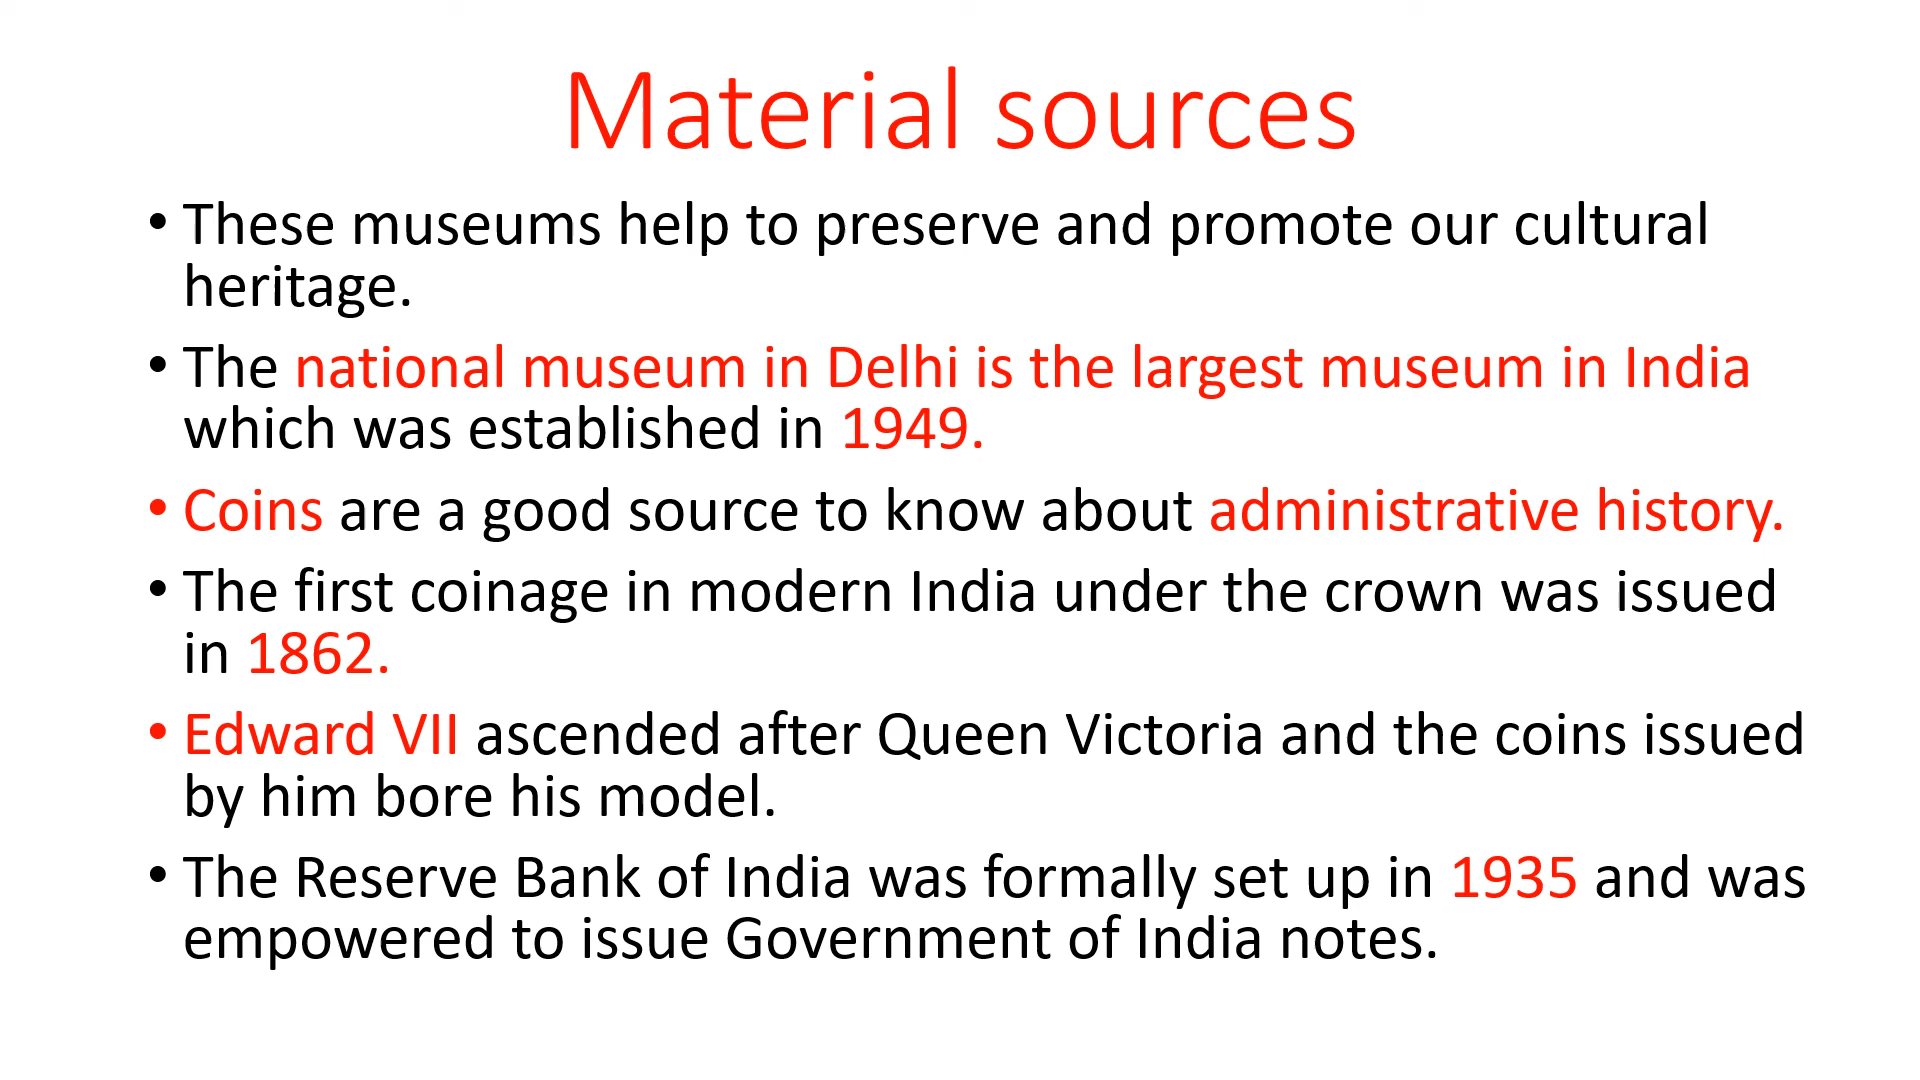 Material sources
• These museums help to preserve and promote our cultural
heritage.
• The national museum in Delhi is the largest museum in India
which was established in 1949.
• Coins are a good source to know about administrative history.
• The first coinage in modern India under the crown was issued
in 1862.
• Edward VII ascended after Queen Victoria and the coins issued
by him bore his model.
• The Reserve Bank of India was formally set up in 1935 and was
empowered to issue Government of India notes.